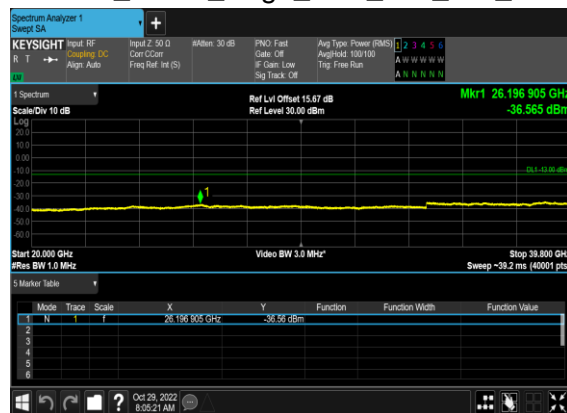 Spectrum Analyzer 1
Swept SA
KEYSIGHT Input: RF Input Z: 50 Ω #Atten: 30 dB PNO: Fast Avg Type: Power (RMS) 1 2 3 4 5 6
R T Coupling: DC Corr CCorr Gate: Off Avg|Hold: 100/100 A W W W W W
Align: Auto Freq Ref: Int (S) IF Gain: Low Trig: Free Run
Sig Track: Off A N N N N N
1 Spectrum Ref Lvl Offset 15.67 dB Mkr1 26.196 905 GHz
Scale/Div 10 dB Ref Level 30.00 dBm -36.565 dBm
Log
20.0
10.0
0.00
-10.0 DL1 -13.00 dBm
-20.0
-30.0 1
-40.0
-50.0
-60.0
Start 20.000 GHz Video BW 3.0 MHz* Stop 39.800 GHz
#Res BW 1.0 MHz Sweep ~39.2 ms (40001 pts)
5 Marker Table
Mode Trace Scale X Y Function Function Width Function Value
1 N 1 f 26.196 905 GHz -36.56 dBm
2
3
4
5
6
Oct 29, 2022
8:05:21 AM